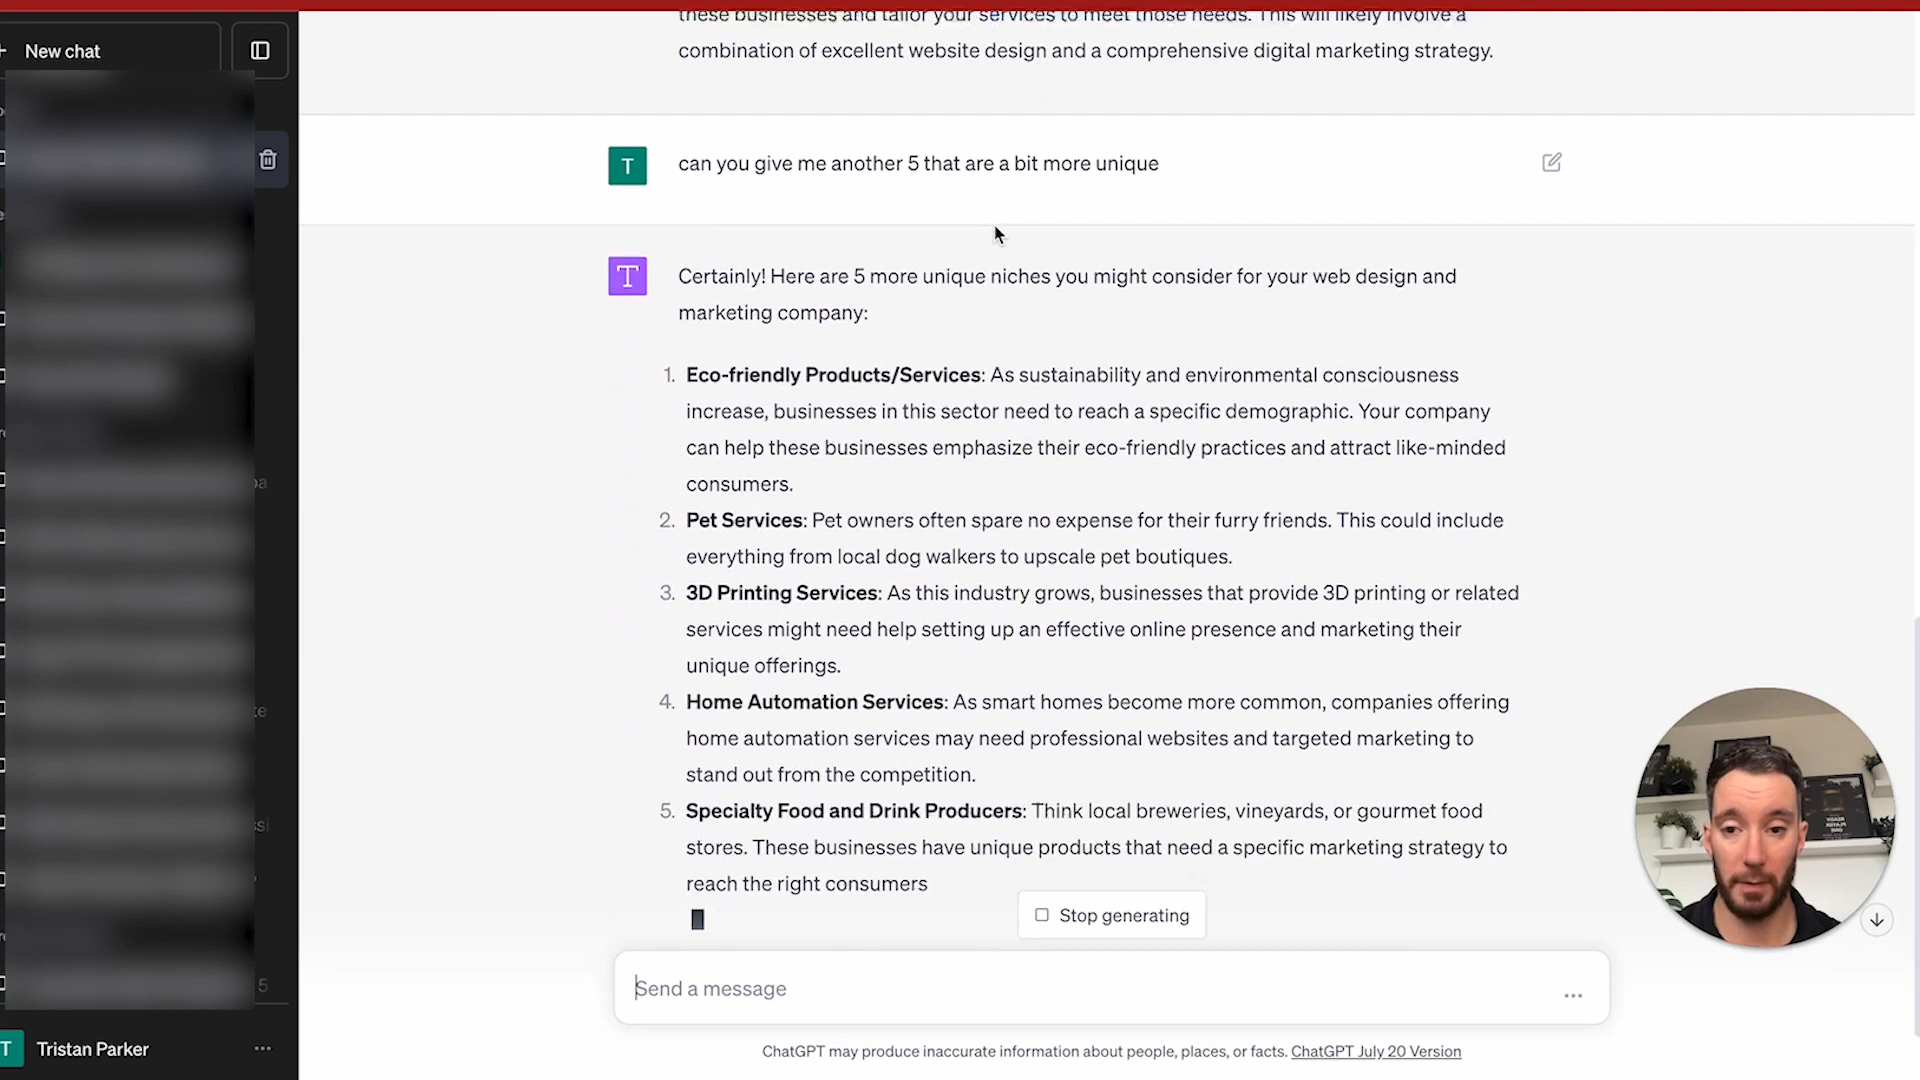 New chat
these businesses and tailor your services to meet those needs. This will likely involve a
combination of excellent website design and a comprehensive digital marketing strategy.
T
can you give me another 5 that are a bit more unique
T
Certainly! Here are 5 more unique niches you might consider for your web design and
marketing company:
1. Eco-friendly Products/Services: As sustainability and environmental consciousness
increase, businesses in this sector need to reach a specific demographic. Your company
can help these businesses emphasize their eco-friendly practices and attract like-minded
consumers.
2. Pet Services: Pet owners often spare no expense for their furry friends. This could include
everything from local dog walkers to upscale pet boutiques.
3. 3D Printing Services: As this industry grows, businesses that provide 3D printing or related
services might need help setting up an effective online presence and marketing their
unique offerings.
4. Home Automation Services: As smart homes become more common, companies offering
home automation services may need professional websites and targeted marketing to
stand out from the competition.
5. Specialty Food and Drink Producers: Think local breweries, vineyards, or gourmet food
stores. These businesses have unique products that need a specific marketing strategy to
reach the right consumers
Stop generating
Send a message
...
ChatGPT may produce inaccurate information about people, places, or facts. ChatGPT July 20 Version
T
Tristan Parker
...